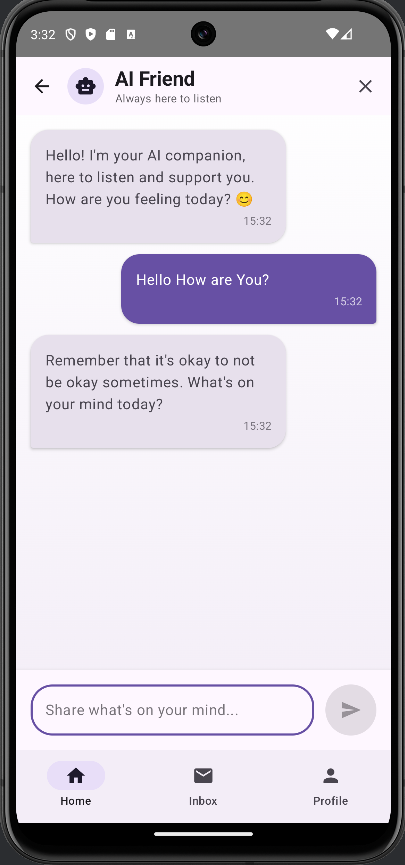 3:32
AI Friend
Always here to listen
Hello! I'm your AI companion,
here to listen and support you.
How are you feeling today? 😊
15:32
Hello How are You?
15:32
Remember that it's okay to not
be okay sometimes. What's on
your mind today?
15:32
Share what's on your mind...
Home
Inbox
Profile